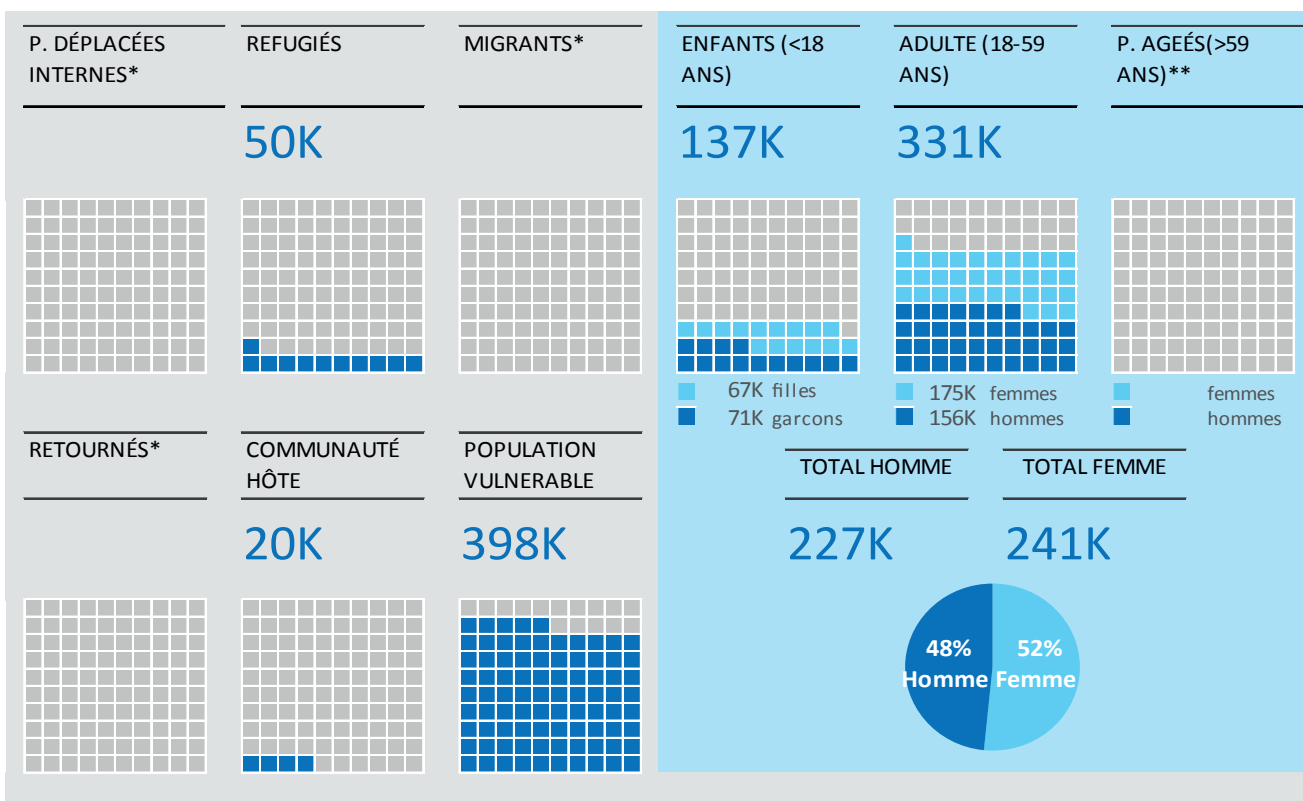 P. DÉPLACÉES
INTERNES*
REFUGIÉS
50K
MIGRANTS*
ENFANTS (<18
ANS)
137K
67K filles
71K garcons
ADULTE (18-59
ANS)
331K
175K femmes
156K hommes
P. AGEÉS(>59
ANS)**
femmes
hommes
RETOURNÉS*
COMMUNAUTÉ
HÔTE
20K
POPULATION
VULNERABLE
398K
TOTAL HOMME
227K
TOTAL FEMME
241K
48%
Homme
52%
Femme